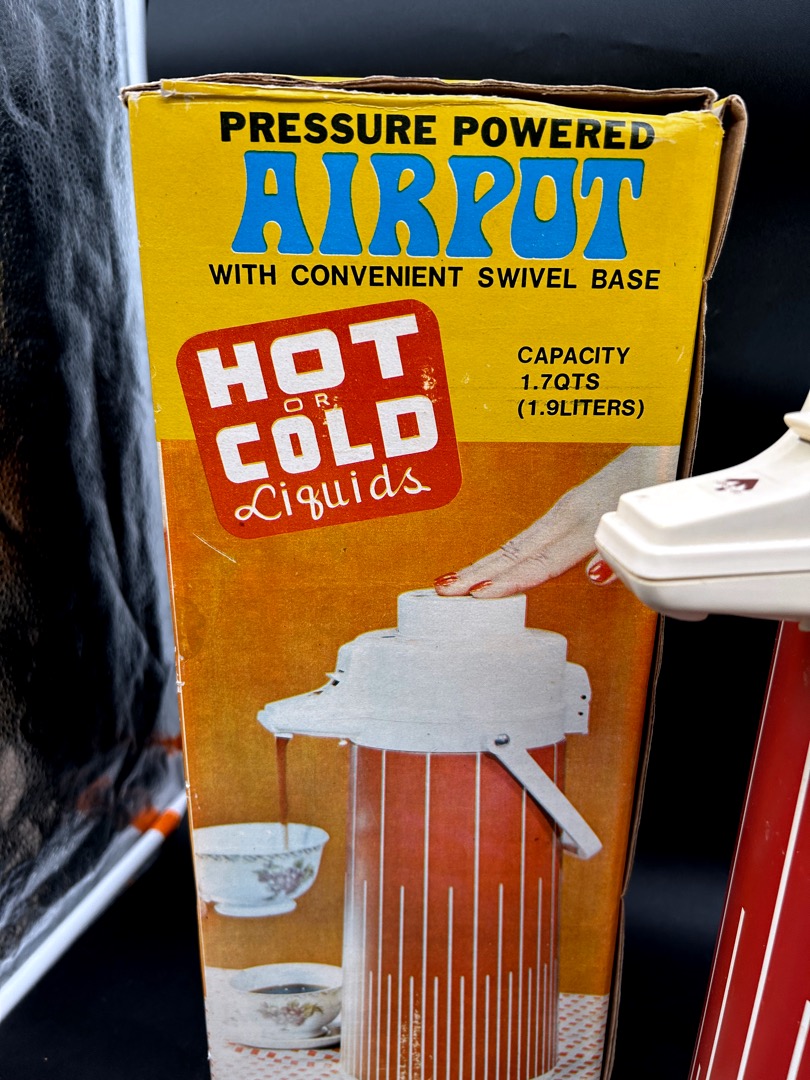 PRESSURE POWERED
AIRPOT
WITH CONVENIENT SWIVEL BASE
HOT
OR
COLD
Liquids
CAPACITY
1.7QTS
(1.9LITERS)